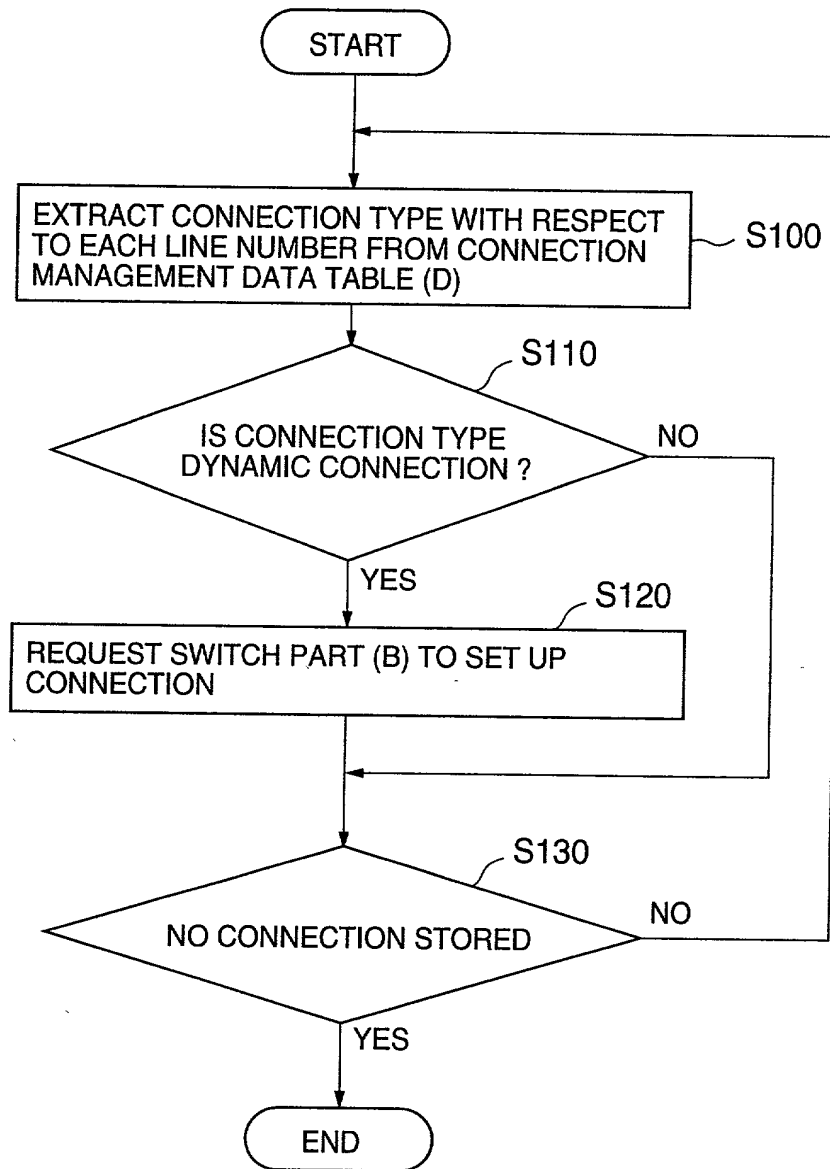 START
EXTRACT CONNECTION TYPE WITH RESPECT
TO EACH LINE NUMBER FROM CONNECTION
MANAGEMENT DATA TABLE (D)
S100
S110
IS CONNECTION TYPE
DYNAMIC CONNECTION ?
NO
YES
S120
REQUEST SWITCH PART (B) TO SET UP
CONNECTION
S130
NO CONNECTION STORED
NO
YES
END